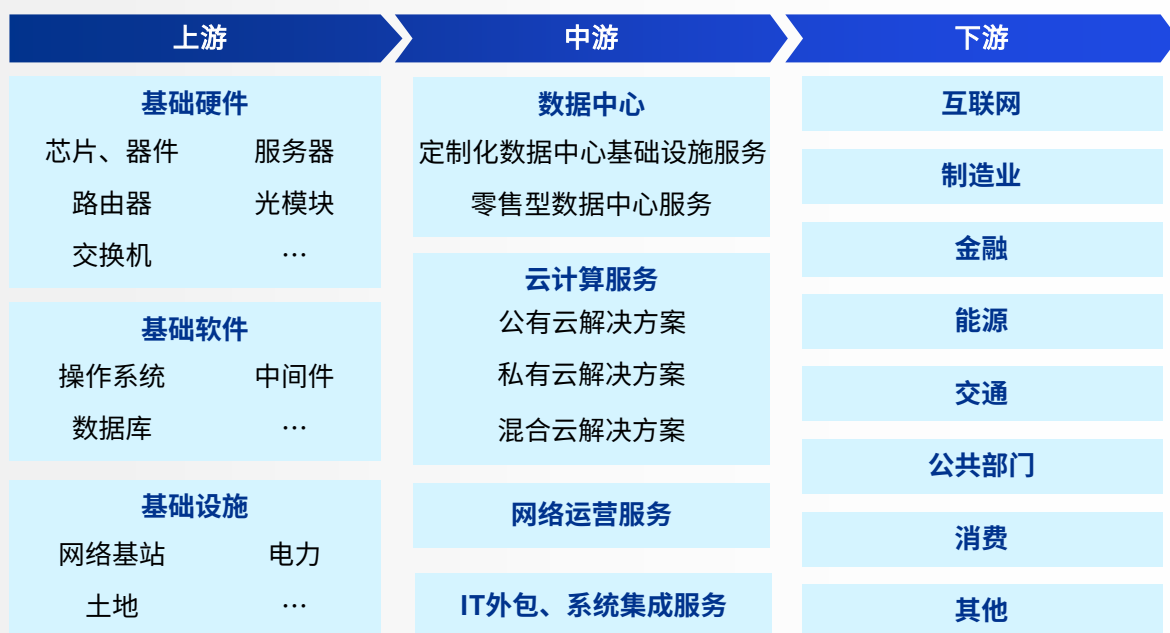 上游
基础硬件
芯片、器件 服务器
路由器 光模块
交换机 …
基础软件
操作系统 中间件
数据库 …
基础设施
网络基站 电力
土地 …
中游
数据中心
定制化数据中心基础设施服务
零售型数据中心服务
云计算服务
公有云解决方案
私有云解决方案
混合云解决方案
网络运营服务
IT外包、系统集成服务
下游
互联网
制造业
金融
能源
交通
公共部门
消费
其他